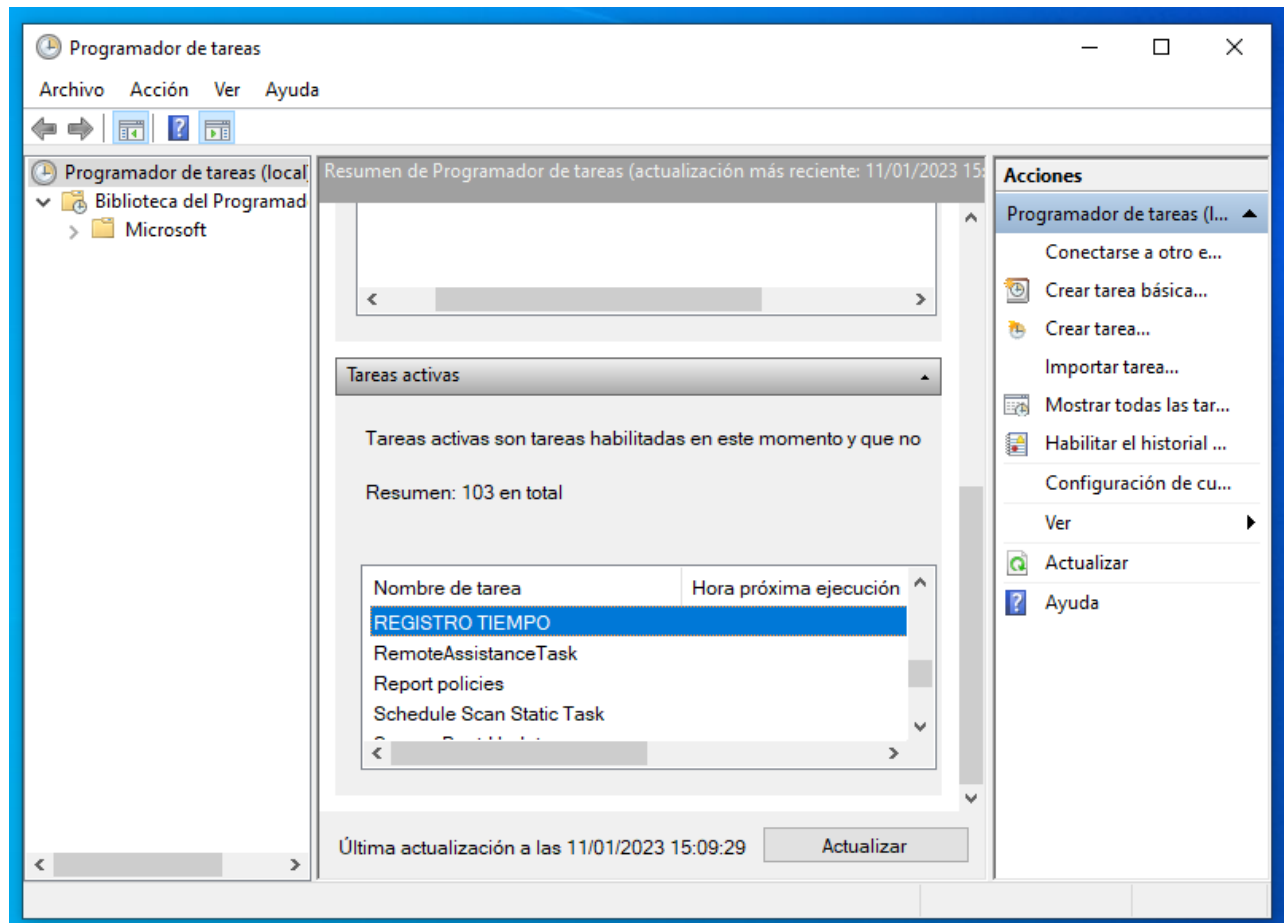 Programador de tareas
Archivo Acción Ver Ayuda
Programador de tareas (local
Biblioteca del Programad
Microsoft
Resumen de Programador de tareas (actualización más reciente: 11/01/2023 15:
Tareas activas
Tareas activas son tareas habilitadas en este momento y que no
Resumen: 103 en total
Nombre de tarea Hora próxima ejecución
REGISTRO TIEMPO
RemoteAssistanceTask
Report policies
Schedule Scan Static Task
Última actualización a las 11/01/2023 15:09:29 Actualizar
Acciones
Programador de tareas (l...
Conectarse a otro e...
Crear tarea básica...
Crear tarea...
Importar tarea...
Mostrar todas las tar...
Habilitar el historial ...
Configuración de cu...
Ver
Actualizar
Ayuda